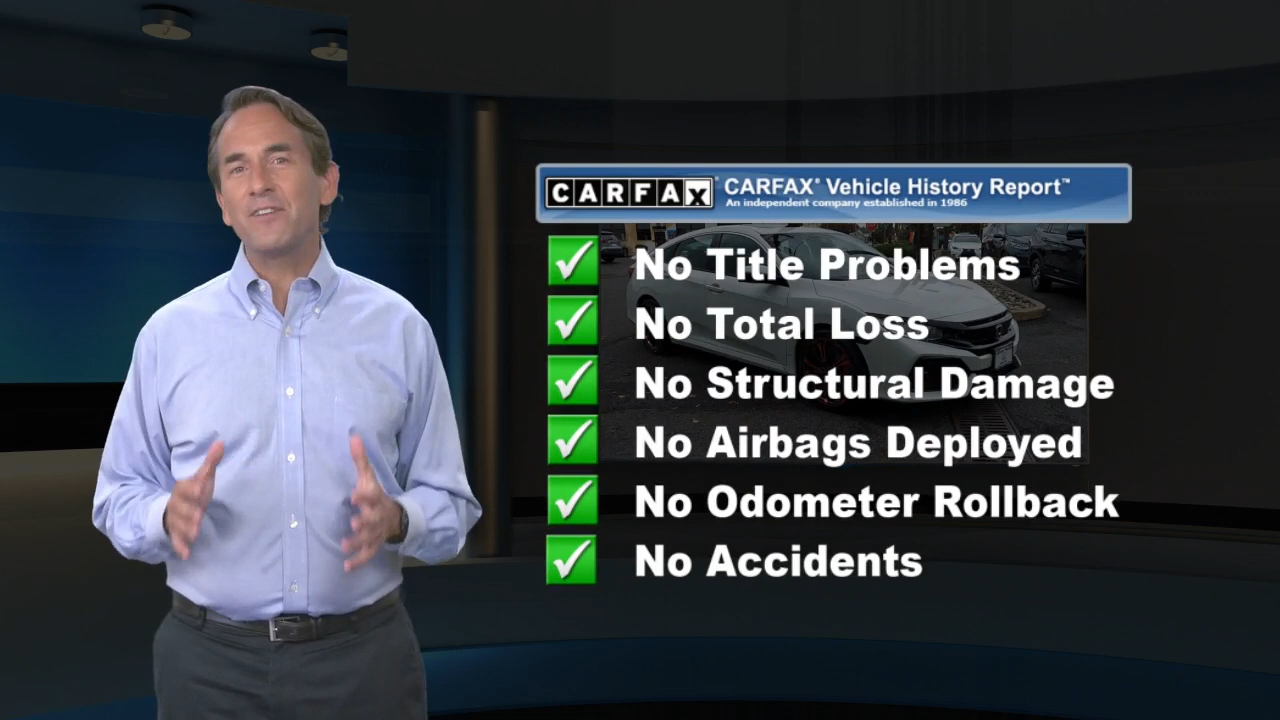 CARFAX® CARFAX® Vehicle History Report™
An independent company established in 1986
No Title Problems
No Total Loss
No Structural Damage
No Airbags Deployed
No Odometer Rollback
No Accidents